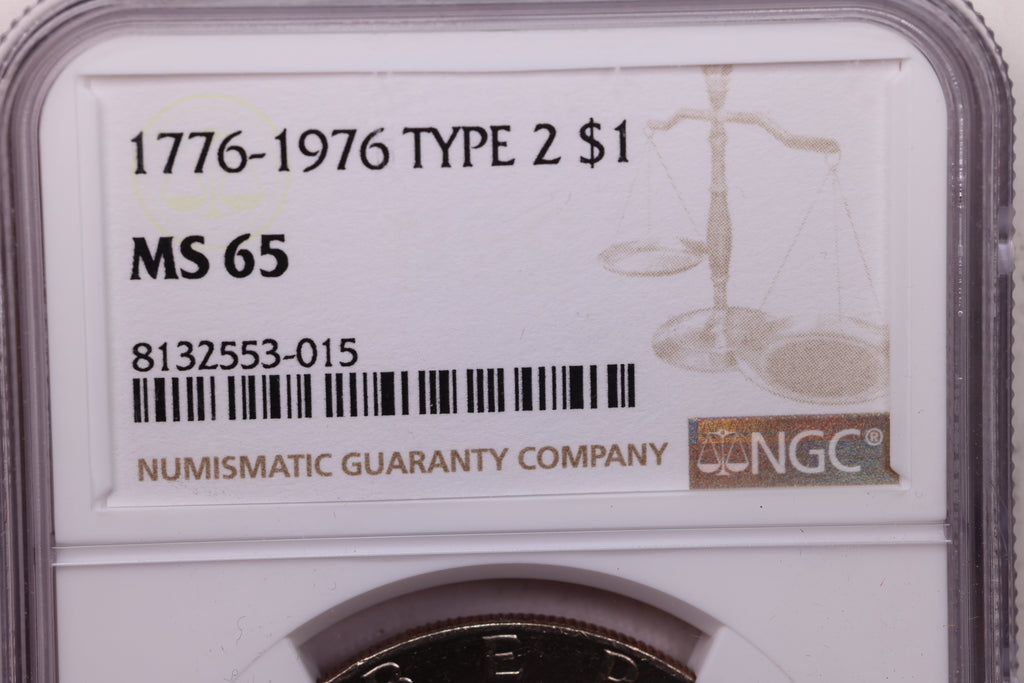 1776-1976 TYPE 2 $1
MS 65
8132553-015
NUMISMATIC GUARANTY COMPANY
NGC®
B E R